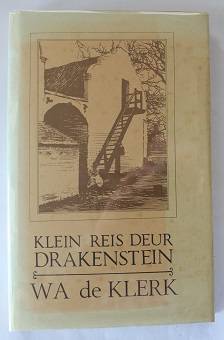 KLEIN REIS DEUR
DRAKENSTEIN
WA de KLERK